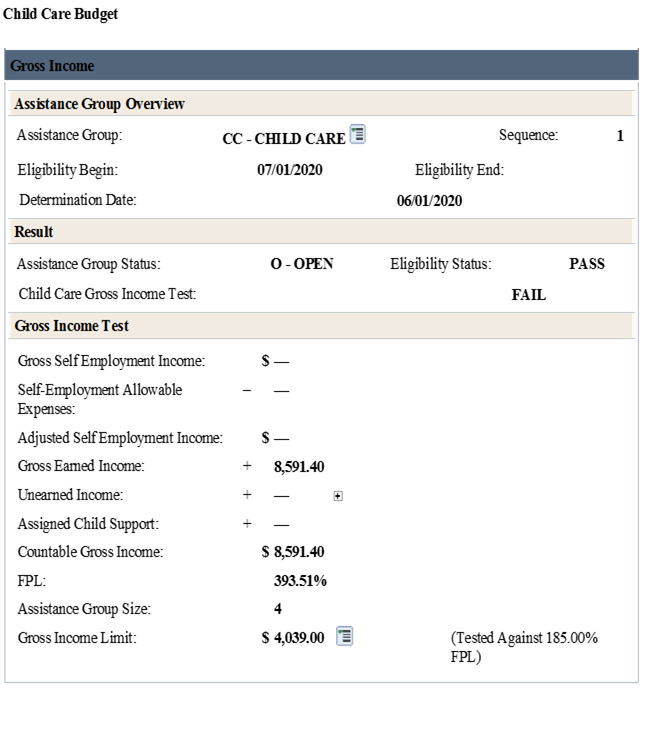 Child Care Budget
Gross Income
Assistance Group Overview
Assistance Group: CC - CHILD CARE Sequence: 1
Eligibility Begin: 07/01/2020 Eligibility End:
Determination Date: 06/01/2020
Result
Assistance Group Status: O - OPEN Eligibility Status: PASS
Child Care Gross Income Test: FAIL
Gross Income Test
Gross Self Employment Income: $ —
Self-Employment Allowable – —
Expenses:
Adjusted Self Employment Income: $ —
Gross Earned Income: + 8,591.40
Unearned Income: + —
Assigned Child Support: + —
Countable Gross Income: $ 8,591.40
FPL: 393.51%
Assistance Group Size: 4
Gross Income Limit: $ 4,039.00 (Tested Against 185.00%
FPL)